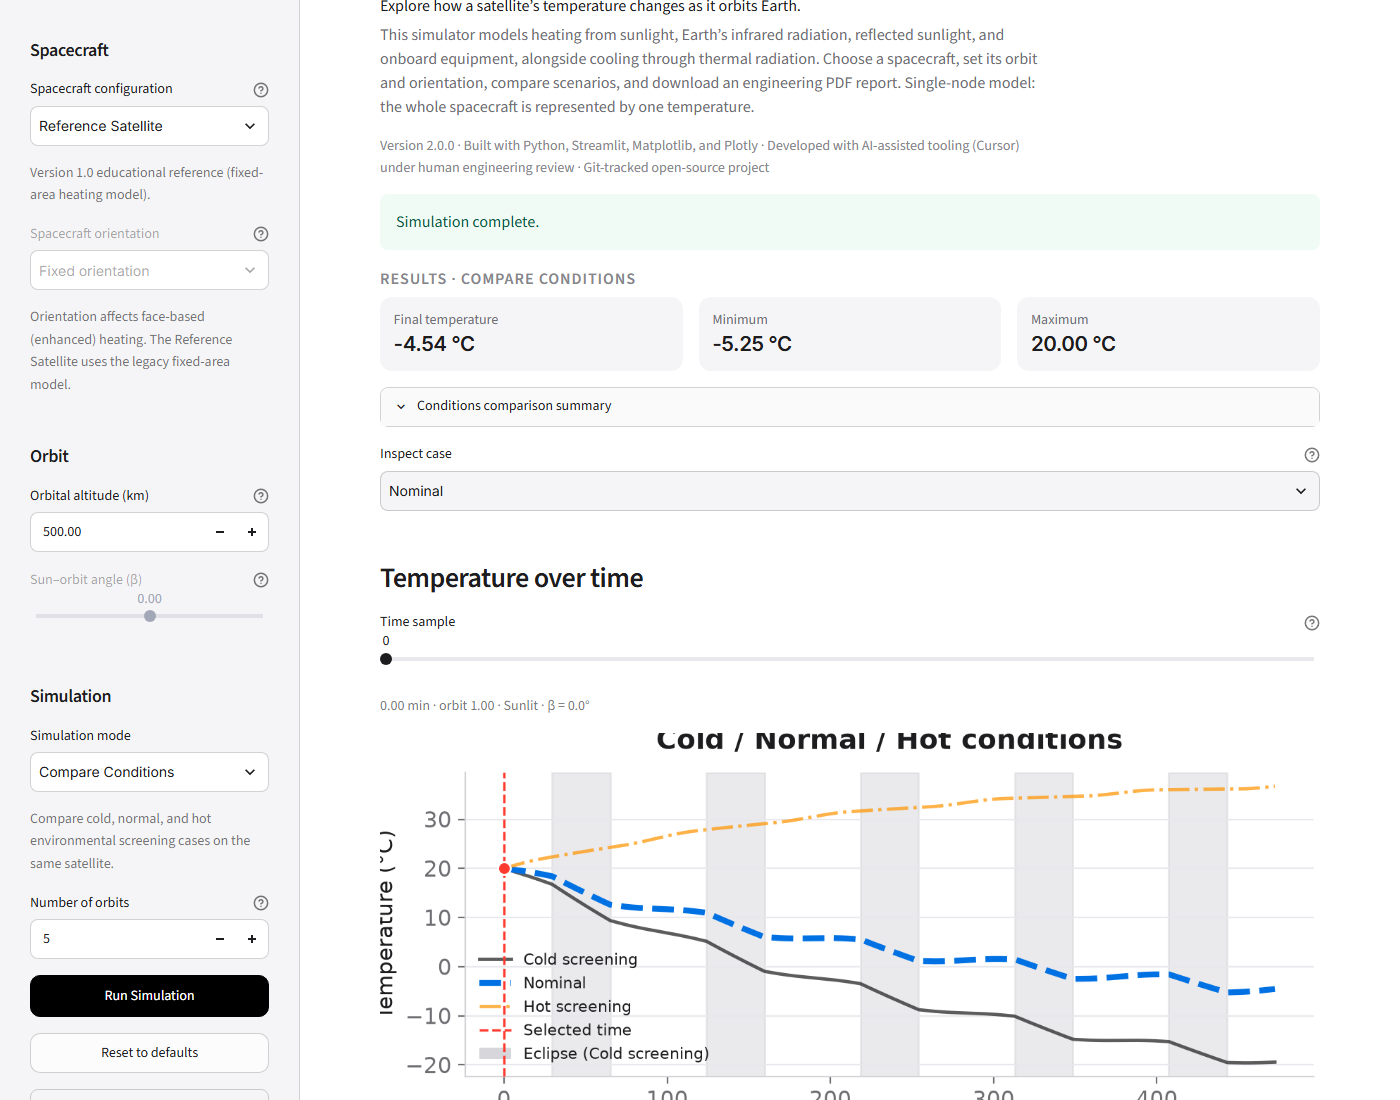 Spacecraft
Spacecraft configuration
Reference Satellite
Version 1.0 educational reference (fixed-
area heating model).
Spacecraft orientation
Fixed orientation
Orientation affects face-based
(enhanced) heating. The Reference
Satellite uses the legacy fixed-area
model.
Orbit
Orbital altitude (km)
500.00
Sun–orbit angle (β)
0.00
Simulation
Simulation mode
Compare Conditions
Compare cold, normal, and hot
environmental screening cases on the
same satellite.
Number of orbits
5
Run Simulation
Reset to defaults
Explore how a satellite’s temperature changes as it orbits Earth.
This simulator models heating from sunlight, Earth’s infrared radiation, reflected sunlight, and
onboard equipment, alongside cooling through thermal radiation. Choose a spacecraft, set its orbit
and orientation, compare scenarios, and download an engineering PDF report. Single-node model:
the whole spacecraft is represented by one temperature.
Version 2.0.0 · Built with Python, Streamlit, Matplotlib, and Plotly · Developed with AI-assisted tooling (Cursor)
under human engineering review · Git-tracked open-source project
Simulation complete.
RESULTS · COMPARE CONDITIONS
Final temperature
-4.54 °C
Minimum
-5.25 °C
Maximum
20.00 °C
Conditions comparison summary
Inspect case
Nominal
Temperature over time
Time sample
0
0.00 min · orbit 1.00 · Sunlit · β = 0.0°
Cold / Normal / Hot conditions
Temperature (°C)
30
20
10
0
−10
−20
Cold screening
Nominal
Hot screening
Selected time
Eclipse (Cold screening)
0 100 200 300 400